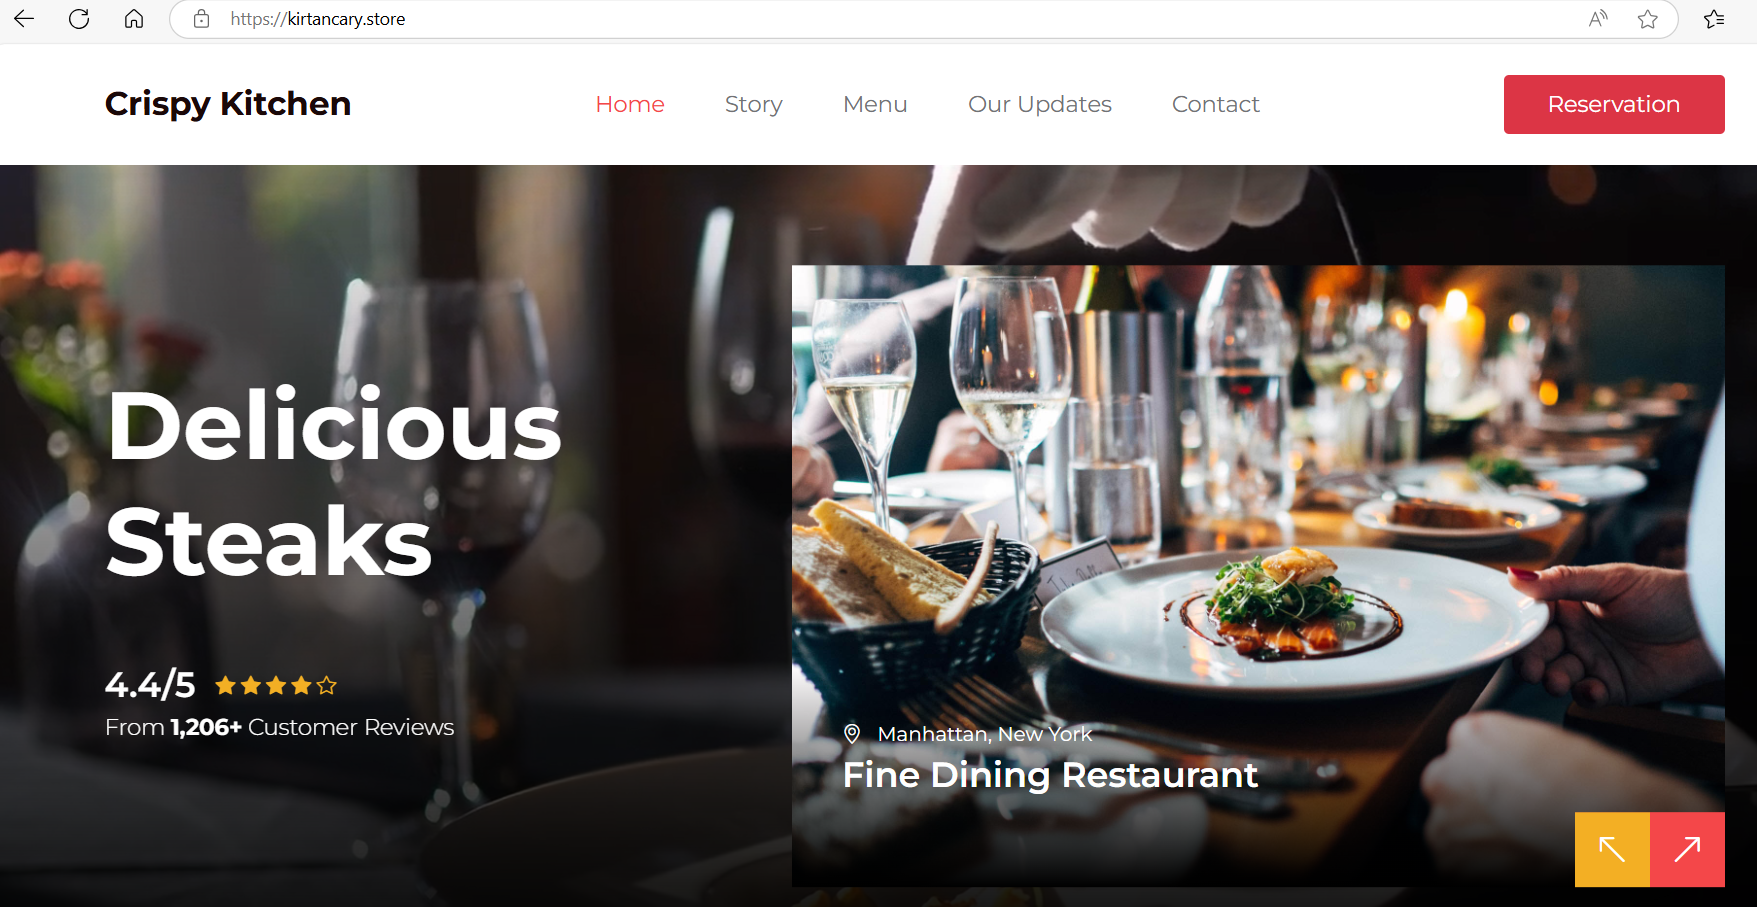 https://kirtancary.store
Crispy Kitchen
Home Story Menu Our Updates Contact
Reservation
Delicious
Steaks
4.4/5
From 1,206+ Customer Reviews
Manhattan, New York
Fine Dining Restaurant